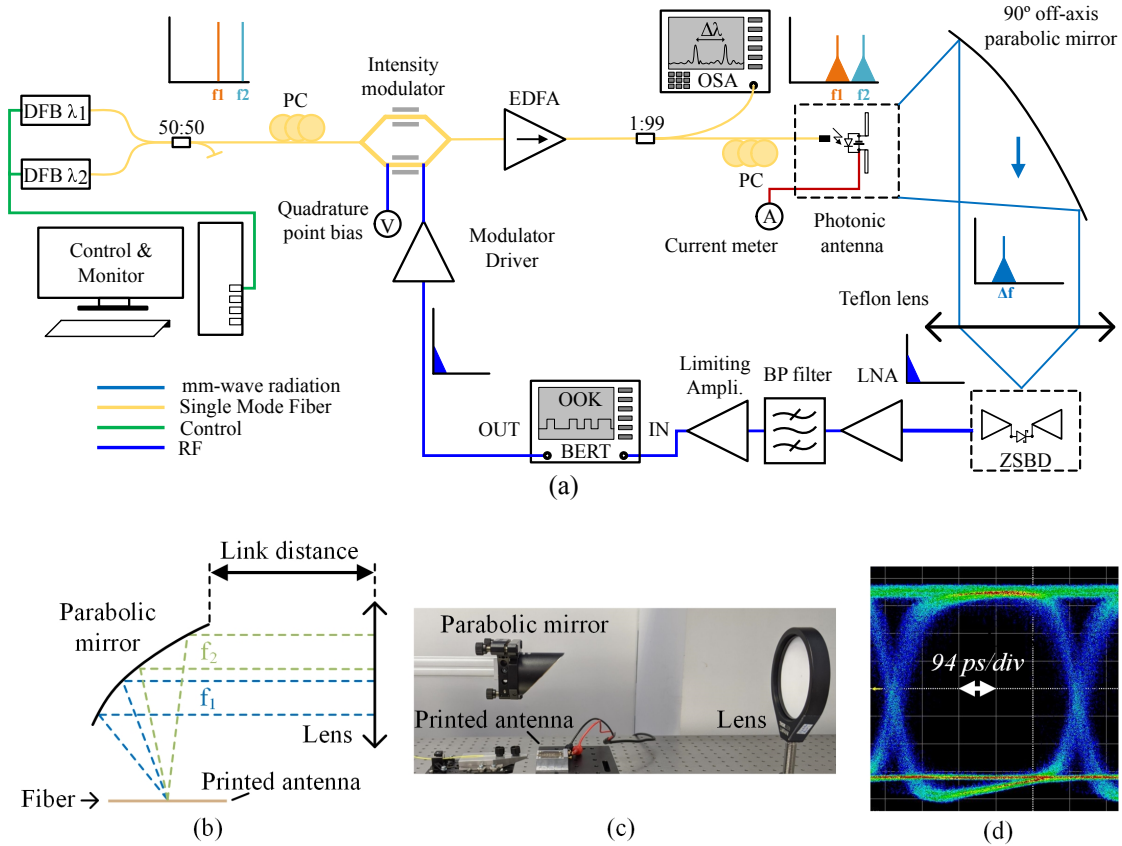 90º off-axis
parabolic mirror
f1 f2
Intensity
modulator
Δλ
OSA
f1 f2
DFB λ1
50:50
PC
EDFA
1:99
DFB λ2
PC
Quadrature
point bias
V
Modulator
Driver
A
Current meter
Photonic
antenna
Control &
Monitor
Δf
Teflon lens
mm-wave radiation
Single Mode Fiber
Control
RF
OUT
OOK
BERT
IN
Limiting
Ampli.
BP filter
LNA
ZSBD
(a)
Link distance
Parabolic
mirror
f2
f1
Lens
Fiber
Printed antenna
(b)
Parabolic mirror
Printed antenna
Lens
(c)
94 ps/div
(d)